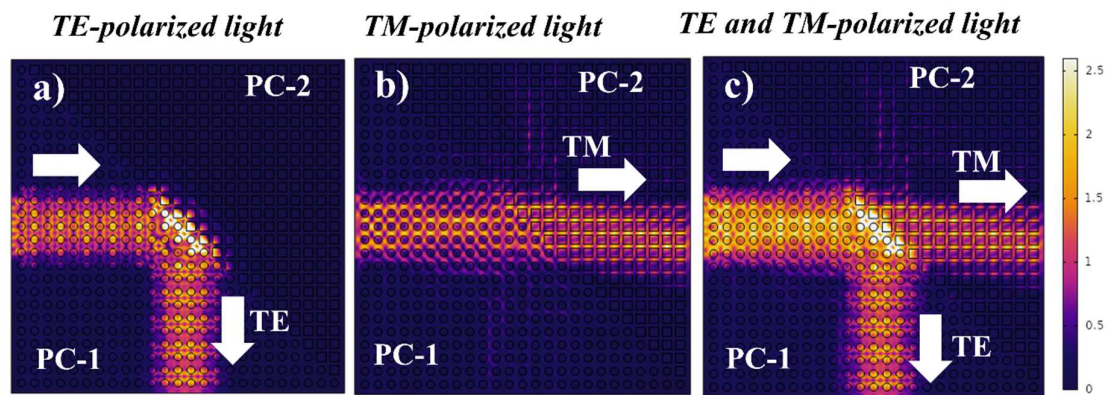 TE-polarized light
TM-polarized light
TE and TM-polarized light
a)
PC-2
TE
PC-1
b)
PC-2
TM
PC-1
c)
PC-2
TM
TE
PC-1
2.5
2
1.5
1
0.5
0